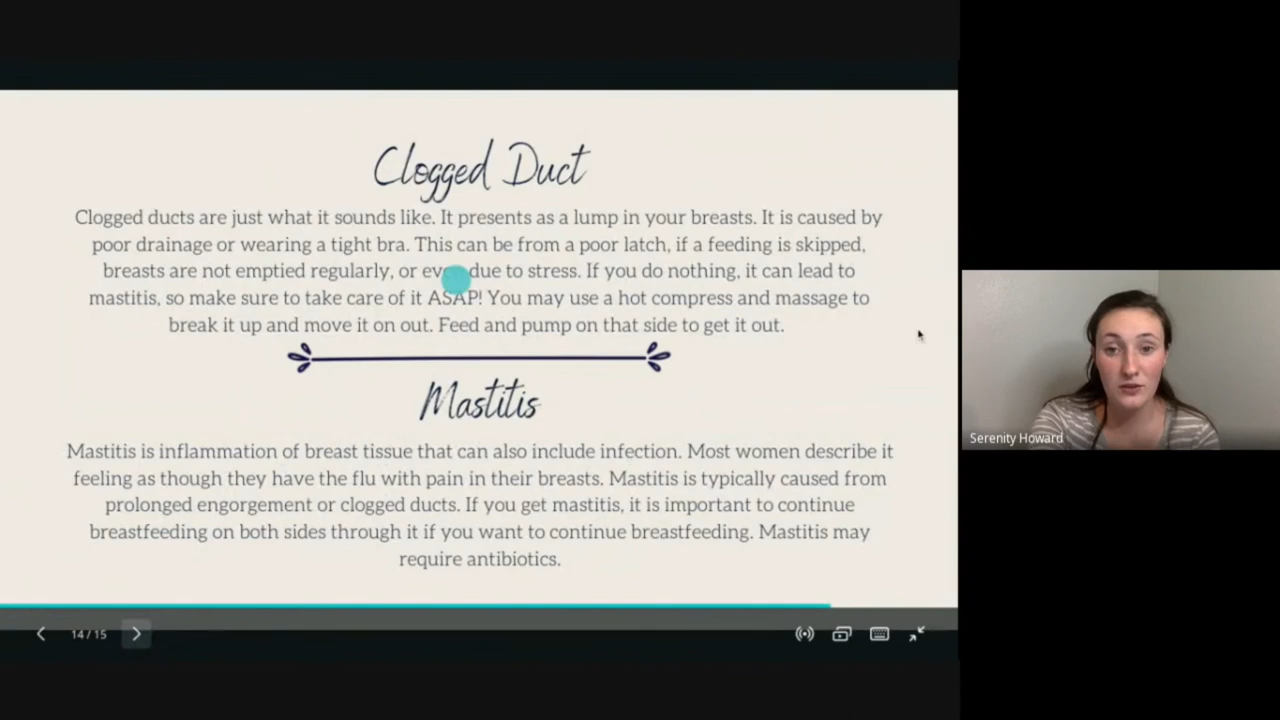 Clogged Duct
Clogged ducts are just what it sounds like. It presents as a lump in your breasts. It is caused by
poor drainage or wearing a tight bra. This can be from a poor latch, if a feeding is skipped,
breasts are not emptied regularly, or due to stress. If you do nothing, it can lead to
mastitis, so make sure to take care of it ASAP! You may use a hot compress and massage to
break it up and move it on out. Feed and pump on that side to get it out.
Mastitis
Mastitis is inflammation of breast tissue that can also include infection. Most women describe it
feeling as though they have the flu with pain in their breasts. Mastitis is typically caused from
prolonged engorgement or clogged ducts. If you get mastitis, it is important to continue
breastfeeding on both sides through it if you want to continue breastfeeding. Mastitis may
require antibiotics.
14 / 15
Serenity Howard